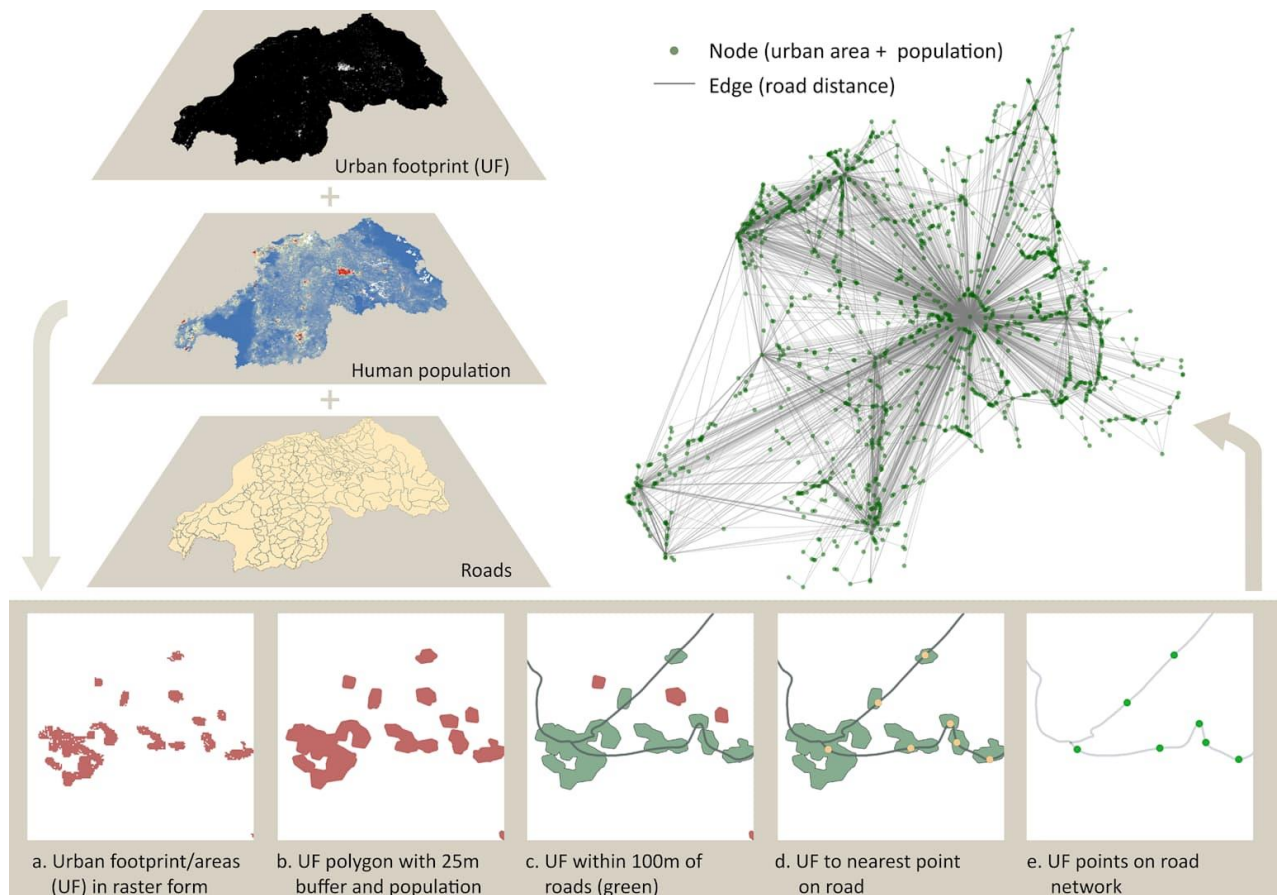 Urban footprint (UF)
+
Human population
+
Roads
Node (urban area + population)
Edge (road distance)
a. Urban footprint/areas
(UF) in raster form
b. UF polygon with 25m
buffer and population
c. UF within 100m of
roads (green)
d. UF to nearest point
on road
e. UF points on road
network